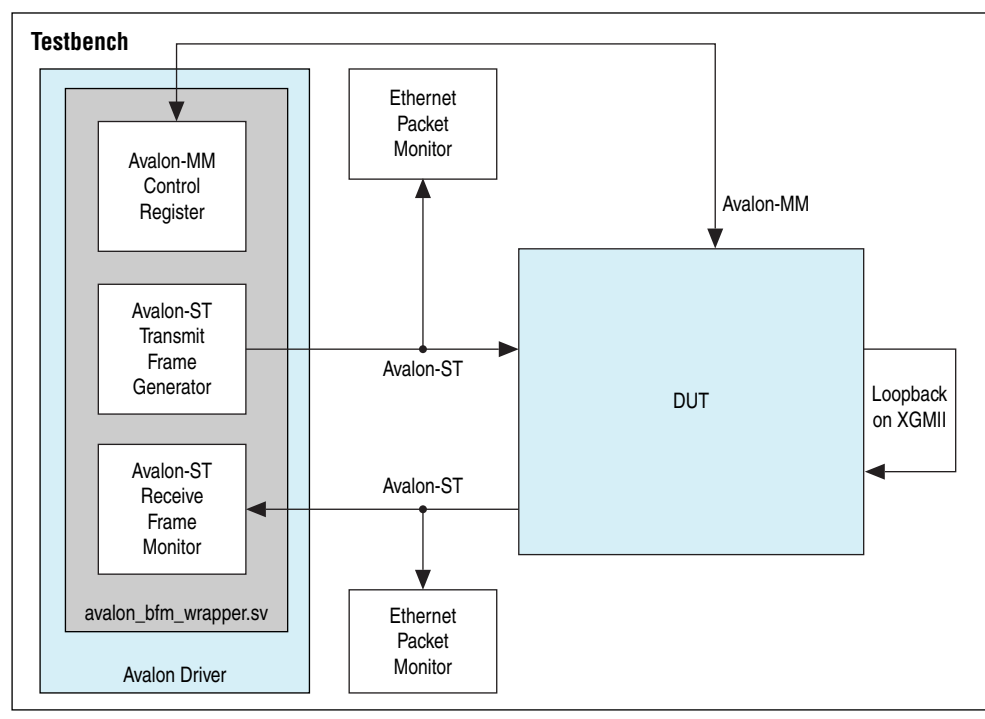 Testbench
Avalon-MM
Control
Register
Avalon-ST
Transmit
Frame
Generator
Avalon-ST
Receive
Frame
Monitor
avalon_bfm_wrapper.sv
Avalon Driver
Ethernet
Packet
Monitor
Avalon-MM
Avalon-ST
DUT
Loopback
on XGMII
Avalon-ST
Ethernet
Packet
Monitor